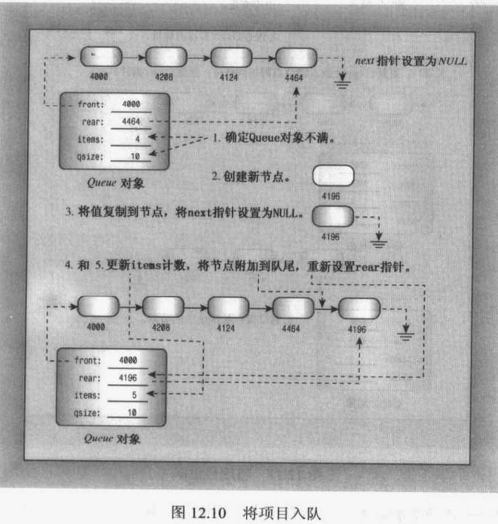 next 指针设置为NULL
4000 4208 4124 4464
front: 4000
rear: 4464
items: 4
qsize: 10
Queue 对象
1. 确定Queue对象不满。
2. 创建新节点。
4196
3. 将值复制到节点，将next指针设置为NULL。
4196
4. 和 5. 更新items计数，将节点附加到队尾，重新设置rear指针。
4000 4208 4124 4464 4196
front: 4000
rear: 4196
items: 5
qsize: 10
Queue 对象
图 12.10 将项目入队